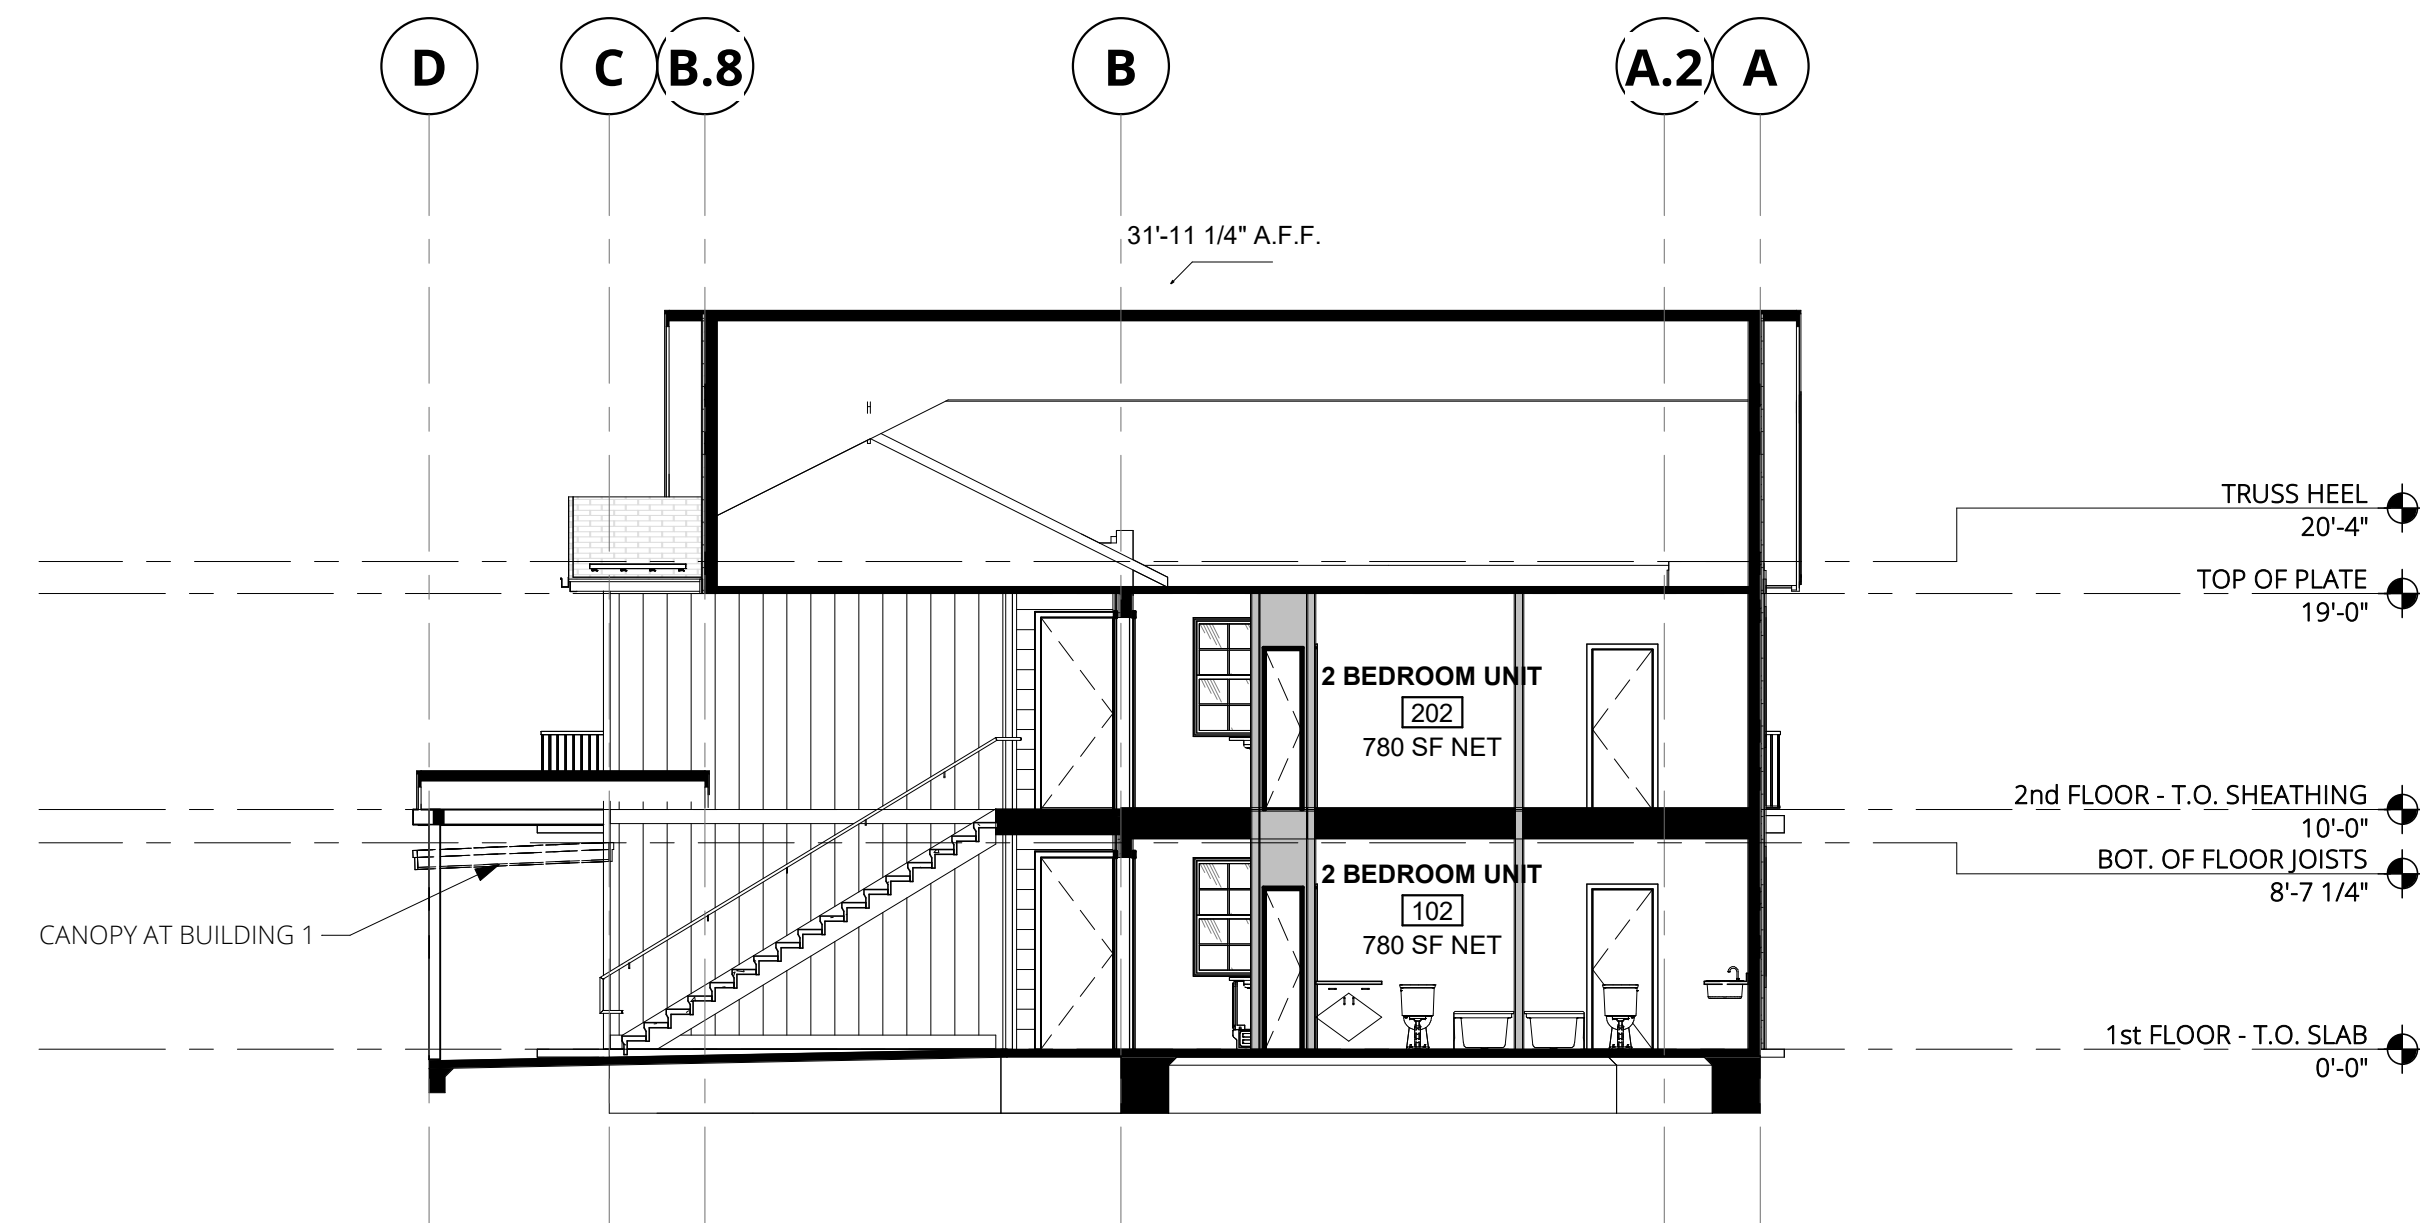 D
C
B.8
B
A.2
A
31'-11 1/4" A.F.F.
TRUSS HEEL
20'-4"
TOP OF PLATE
19'-0"
2 BEDROOM UNIT
202
780 SF NET
2nd FLOOR - T.O. SHEATHING
10'-0"
BOT. OF FLOOR JOISTS
8'-7 1/4"
2 BEDROOM UNIT
102
780 SF NET
CANOPY AT BUILDING 1
1st FLOOR - T.O. SLAB
0'-0"